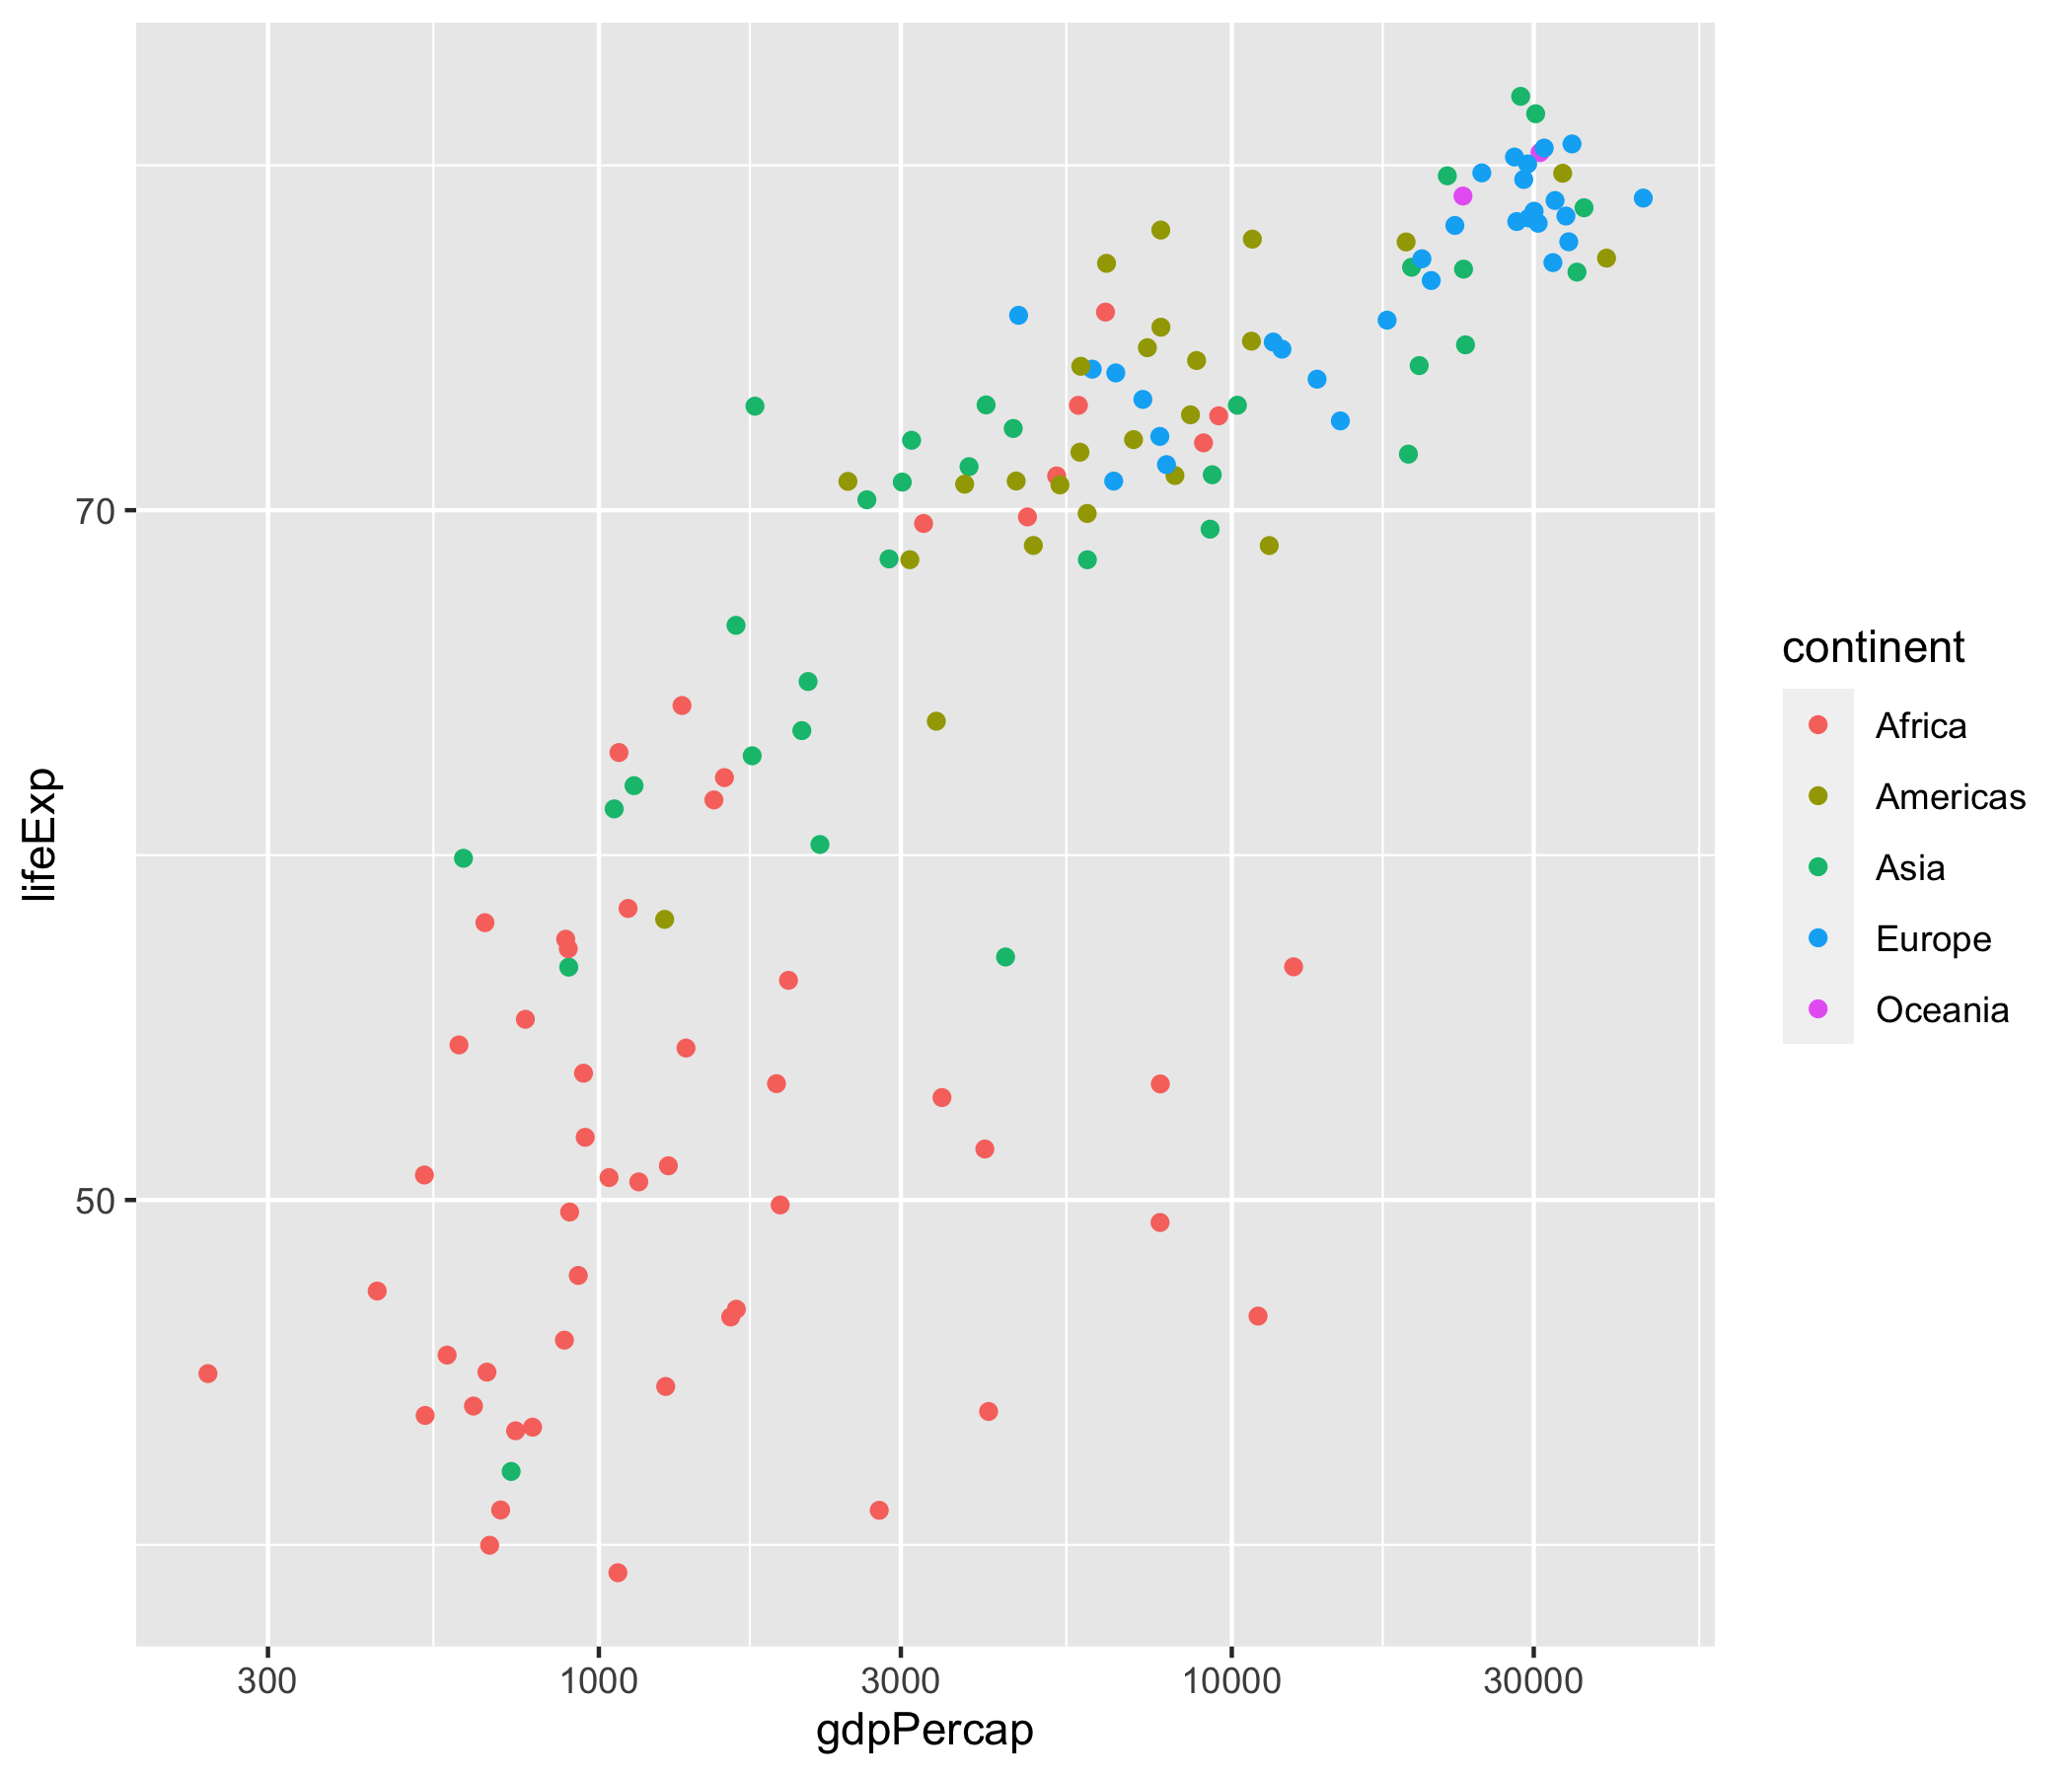 lifeExp
70
50
300
1000
3000
10000
30000
gdpPercap
continent
Africa
Americas
Asia
Europe
Oceania